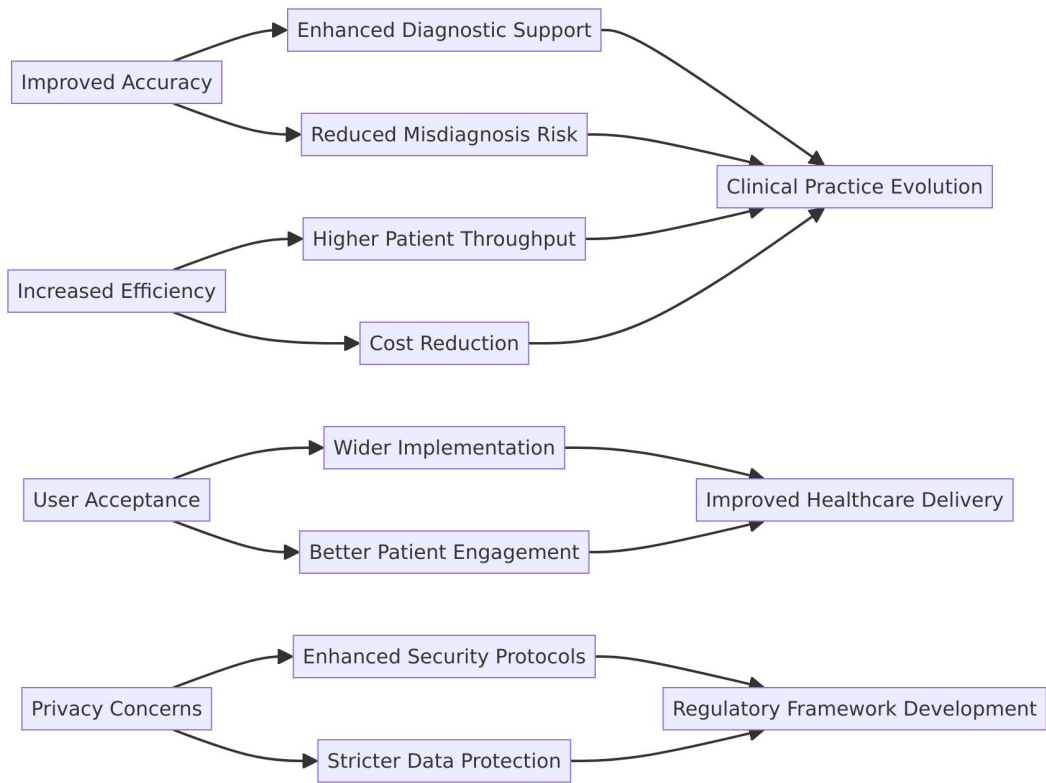 Enhanced Diagnostic Support
Improved Accuracy
Reduced Misdiagnosis Risk
Clinical Practice Evolution
Higher Patient Throughput
Increased Efficiency
Cost Reduction
Wider Implementation
User Acceptance
Improved Healthcare Delivery
Better Patient Engagement
Enhanced Security Protocols
Privacy Concerns
Regulatory Framework Development
Stricter Data Protection